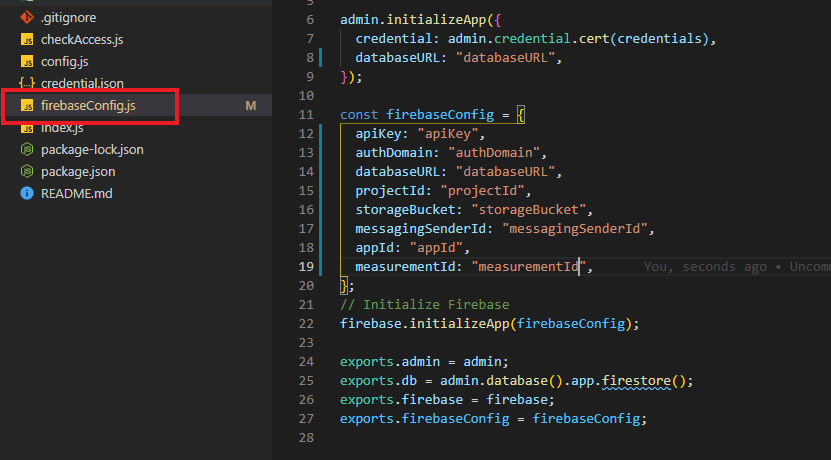 .gitignore
JS checkAccess.js
JS config.js
{..} credential.json
JS firebaseConfig.js M
JS index.js
package-lock.json
package.json
README.md
5
6 admin.initializeApp({
7 credential: admin.credential.cert(credentials),
8 databaseURL: "databaseURL",
9 });
10
11 const firebaseConfig = {
12 apiKey: "apiKey",
13 authDomain: "authDomain",
14 databaseURL: "databaseURL",
15 projectId: "projectId",
16 storageBucket: "storageBucket",
17 messagingSenderId: "messagingSenderId",
18 appId: "appId",
19 measurementId: "measurementId", You, seconds ago • Uncomm
20 };
21 // Initialize Firebase
22 firebase.initializeApp(firebaseConfig);
23
24 exports.admin = admin;
25 exports.db = admin.database().app.firestore();
26 exports.firebase = firebase;
27 exports.firebaseConfig = firebaseConfig;
28